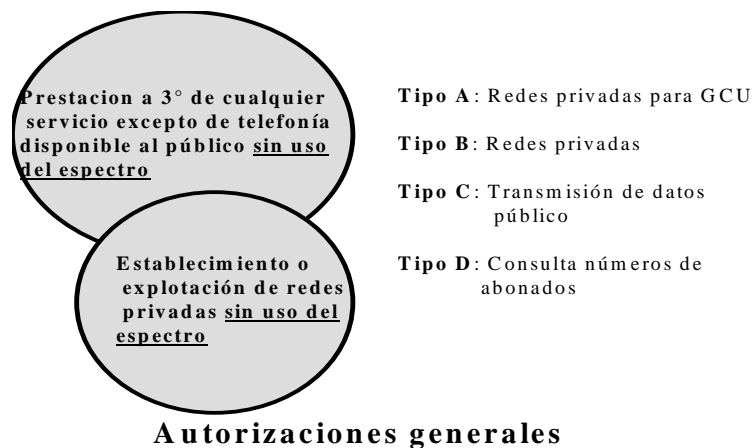 Prestacion a 3° de cualquier
servicio excepto de telefonía
disponible al público sin uso
del espectro
Establecimiento o
explotación de redes
privadas sin uso del
espectro
Tipo A: Redes privadas para GCU
Tipo B: Redes privadas
Tipo C: Transmisión de datos
público
Tipo D: Consulta números de
abonados
Autorizaciones generales